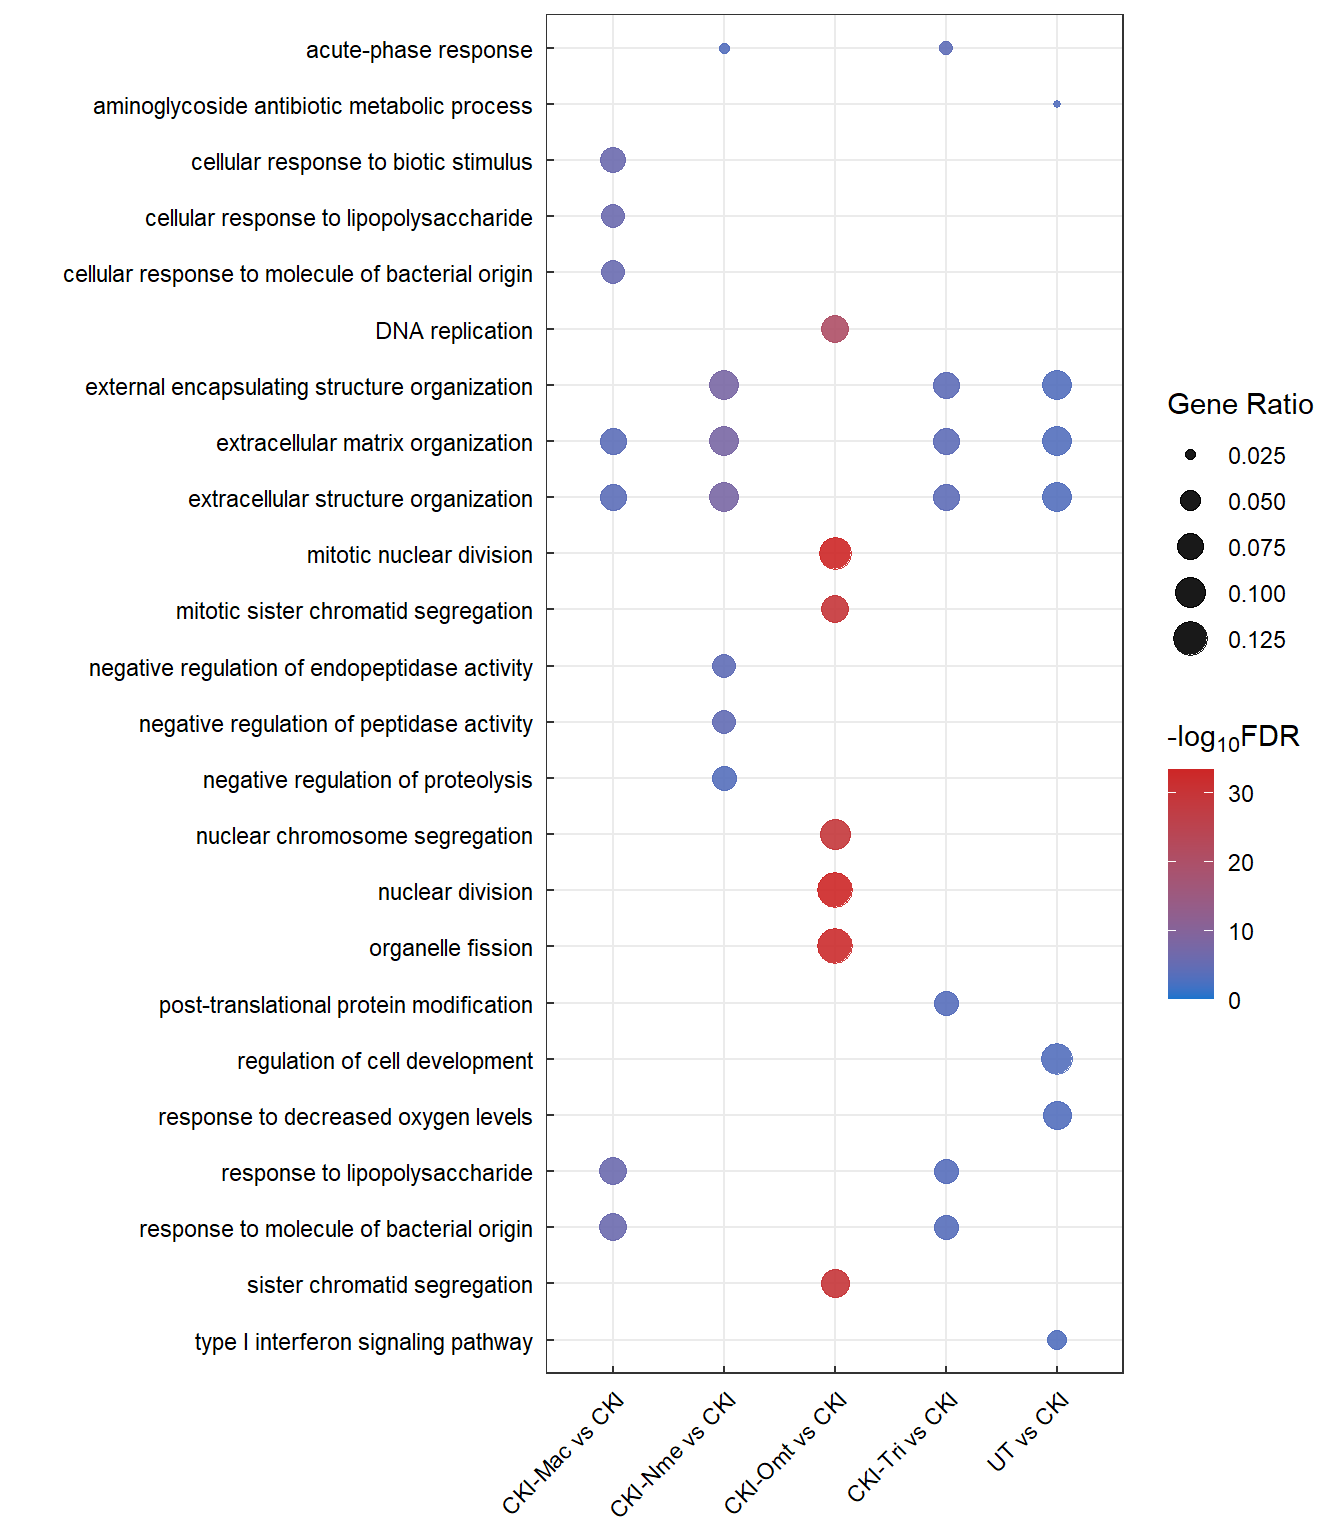 acute-phase response
aminoglycoside antibiotic metabolic process
cellular response to biotic stimulus
cellular response to lipopolysaccharide
cellular response to molecule of bacterial origin
DNA replication
external encapsulating structure organization
extracellular matrix organization
extracellular structure organization
mitotic nuclear division
mitotic sister chromatid segregation
negative regulation of endopeptidase activity
negative regulation of peptidase activity
negative regulation of proteolysis
nuclear chromosome segregation
nuclear division
organelle fission
post-translational protein modification
regulation of cell development
response to decreased oxygen levels
response to lipopolysaccharide
response to molecule of bacterial origin
sister chromatid segregation
type I interferon signaling pathway
CKI-Mac vs CKI
CKI-Nme vs CKI
CKI-Omt vs CKI
CKI-Tri vs CKI
UT vs CKI
Gene Ratio
0.025
0.050
0.075
0.100
0.125
-log₁₀FDR
30
20
10
0